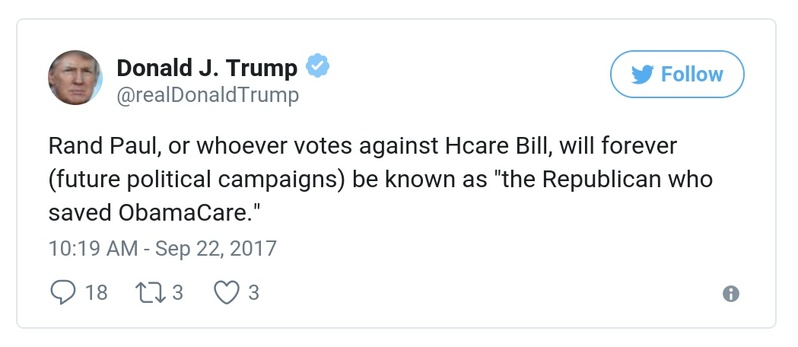 Donald J. Trump
@realDonaldTrump
Follow
Rand Paul, or whoever votes against Hcare Bill, will forever
(future political campaigns) be known as "the Republican who
saved ObamaCare."
10:19 AM - Sep 22, 2017
18 3 3